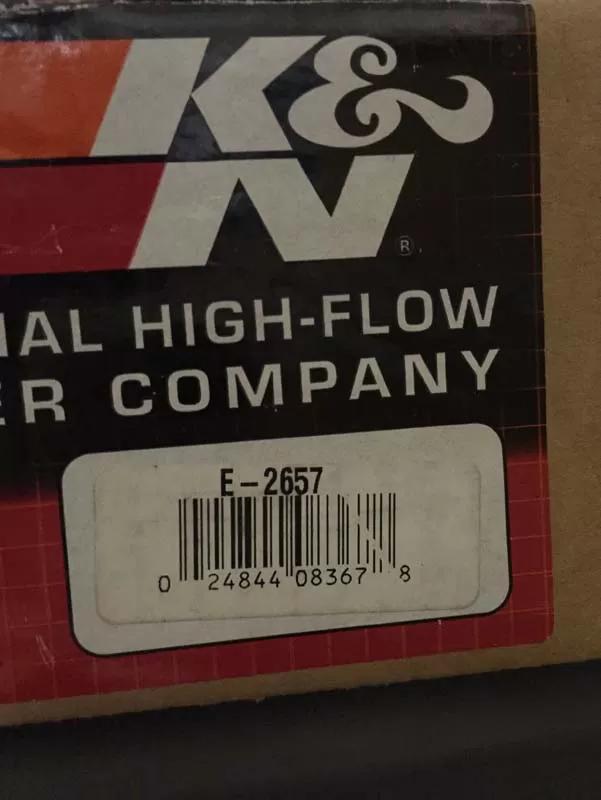 K&
N®
IAL HIGH-FLOW
ER COMPANY
E-2657
0 24844 08367 8